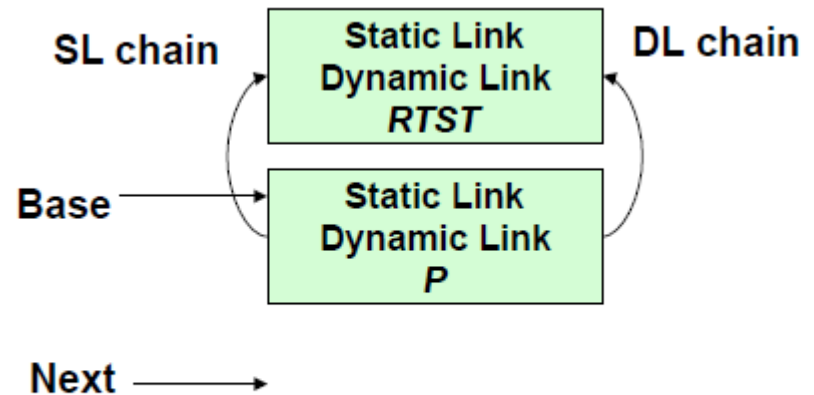 SL chain
Static Link
Dynamic Link
RTST
DL chain
Base
Static Link
Dynamic Link
P
Next